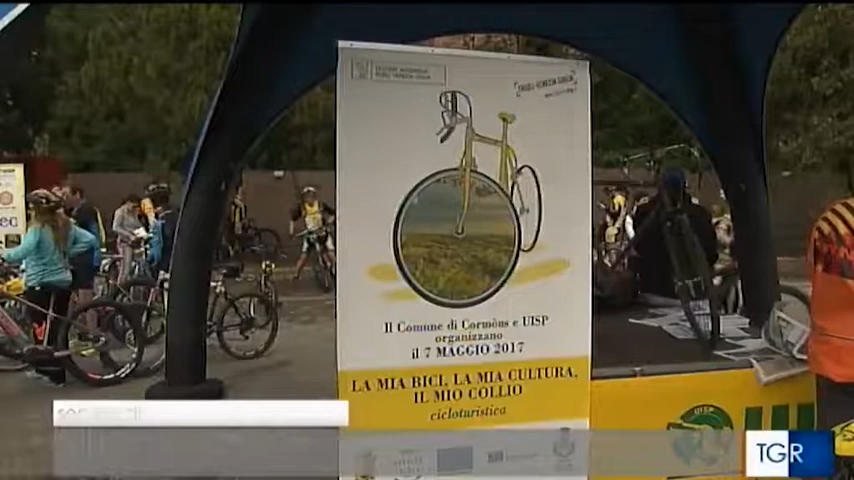 Il Comune di Cormòns e UISP
organizzano
il 7 MAGGIO 2017
LA MIA BICI, LA MIA CULTURA,
IL MIO COLLIO
cicloturistica
UISP
TGR